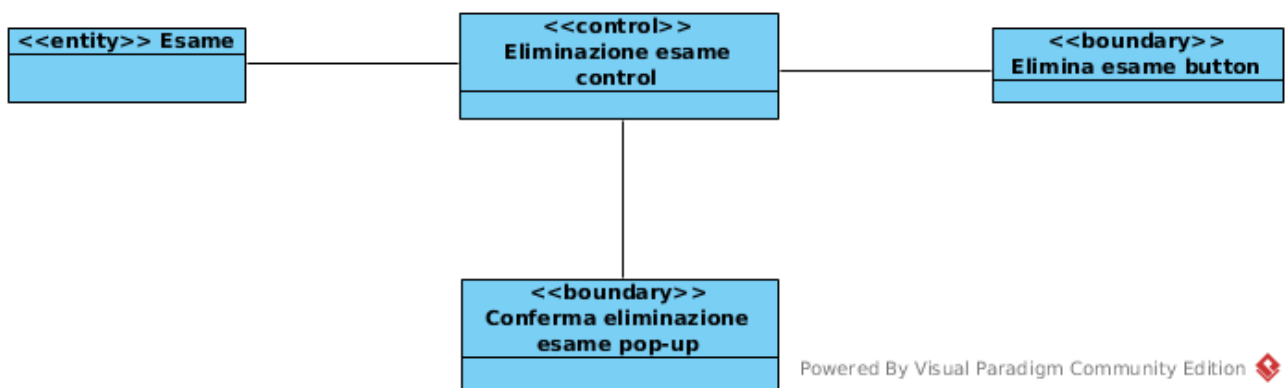 <<entity>> Esame
<<control>>
Eliminazione esame
control
<<boundary>>
Elimina esame button
<<boundary>>
Conferma eliminazione
esame pop-up
Powered By Visual Paradigm Community Edition